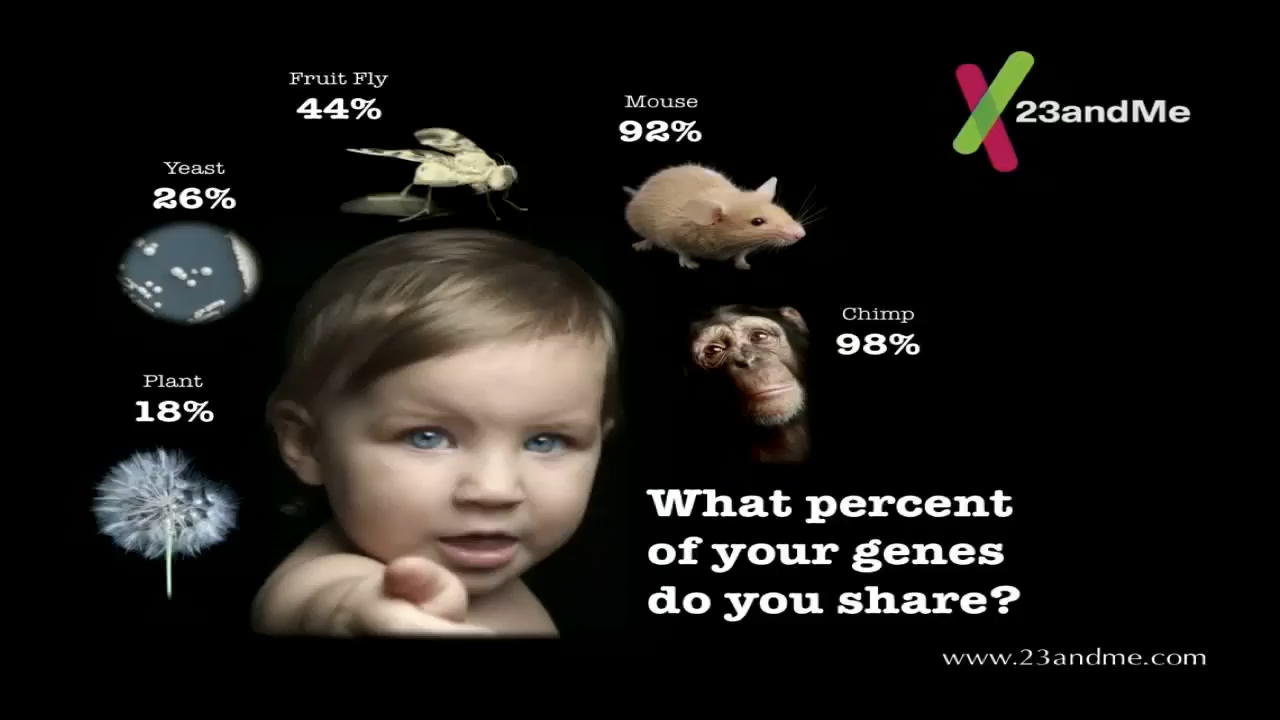 Fruit Fly
44%
Mouse
92%
23andMe
Yeast
26%
Chimp
98%
Plant
18%
What percent
of your genes
do you share?
www.23andme.com